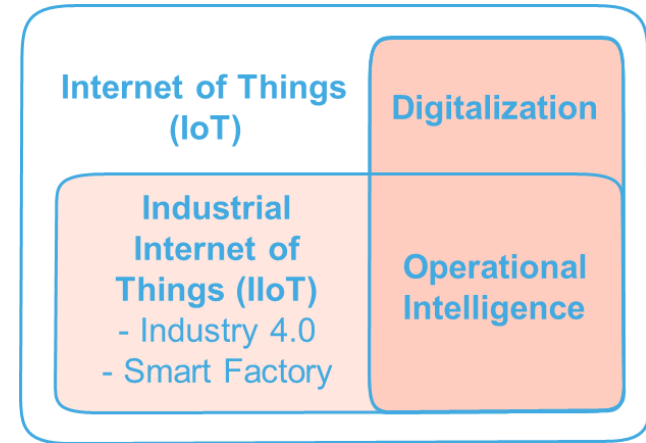 Internet of Things
(IoT)
Digitalization
Industrial
Internet of
Things (IIoT)
- Industry 4.0
- Smart Factory
Operational
Intelligence